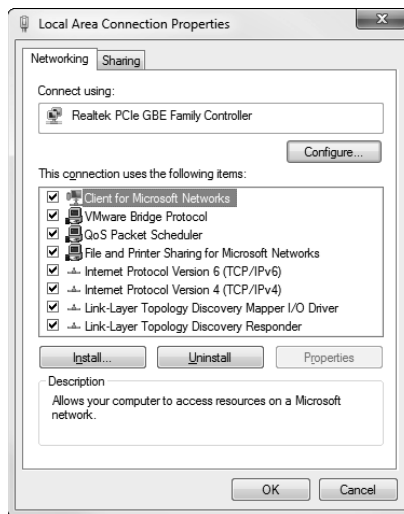 Local Area Connection Properties
Networking
Sharing
Connect using:
Realtek PCIe GBE Family Controller
Configure...
This connection uses the following items:
Client for Microsoft Networks
VMware Bridge Protocol
QoS Packet Scheduler
File and Printer Sharing for Microsoft Networks
Internet Protocol Version 6 (TCP/IPv6)
Internet Protocol Version 4 (TCP/IPv4)
Link-Layer Topology Discovery Mapper I/O Driver
Link-Layer Topology Discovery Responder
Install...
Uninstall
Properties
Description
Allows your computer to access resources on a Microsoft
network.
OK
Cancel